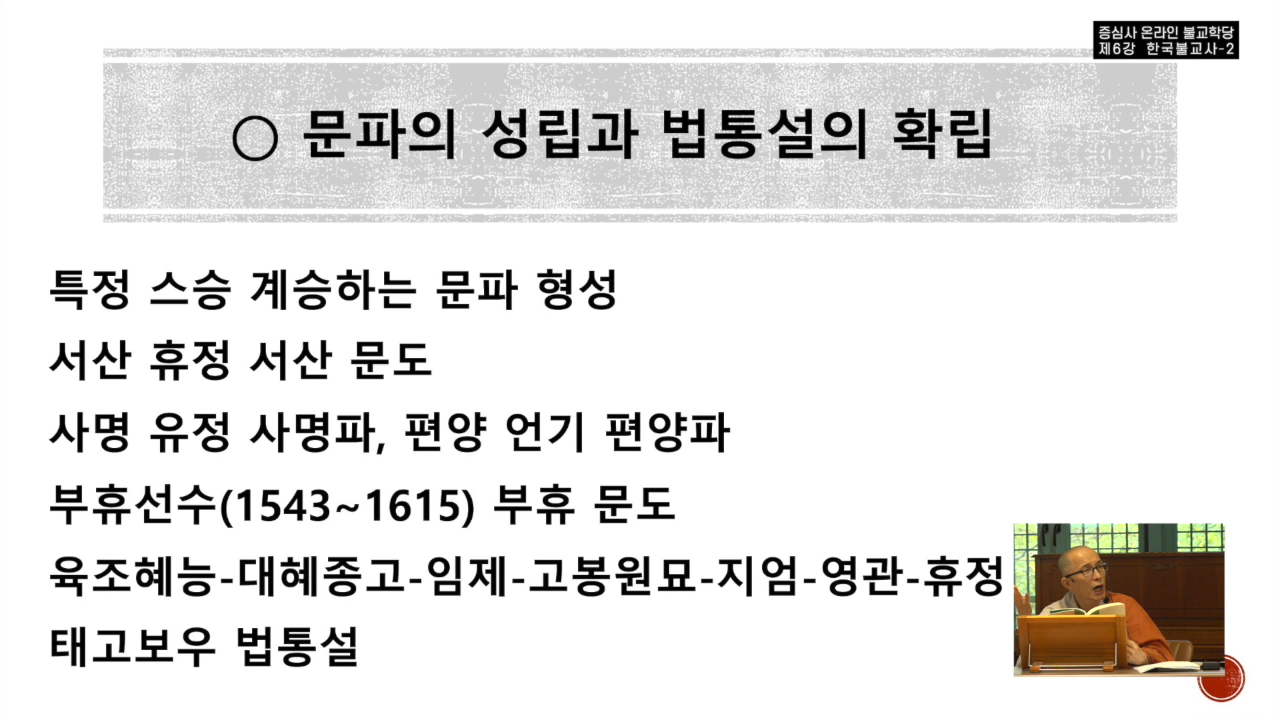 증심사 온라인 불교학당
제6강 한국불교사-2
○ 문파의 성립과 법통설의 확립
특정 스승 계승하는 문파 형성
서산 휴정 서산 문도
사명 유정 사명파, 편양 언기 편양파
부휴선수(1543~1615) 부휴 문도
육조혜능-대혜종고-임제-고봉원묘-지엄-영관-휴정
태고보우 법통설